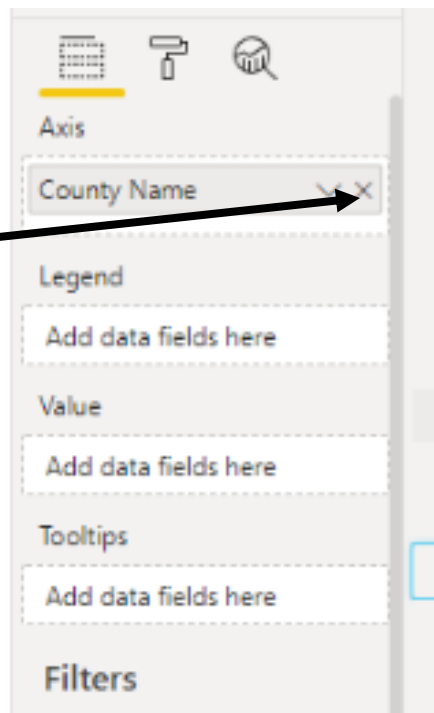 Axis
County Name
Legend
Add data fields here
Value
Add data fields here
Tooltips
Add data fields here
Filters